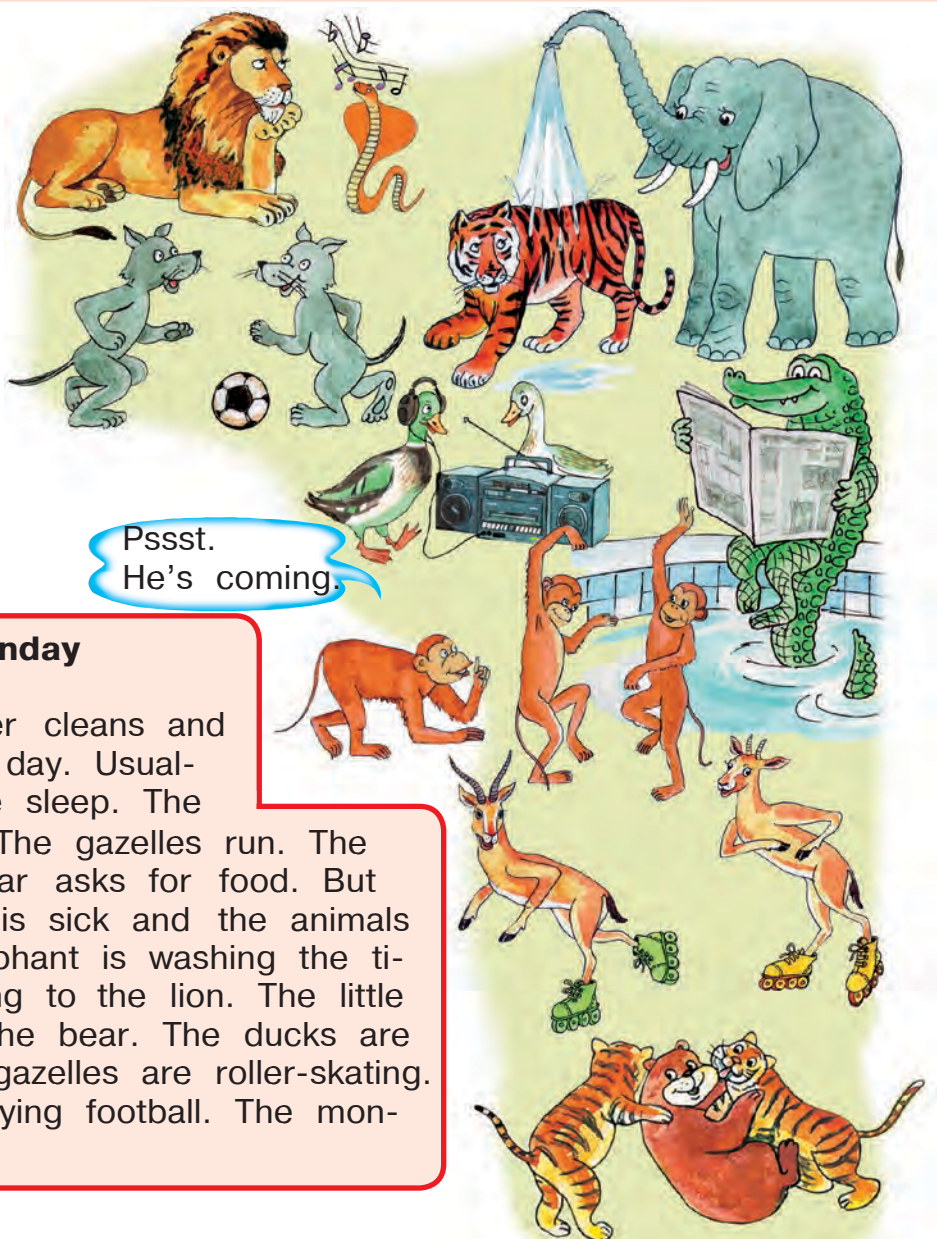 Pssst.
He's coming.
nday
er cleans and
day. Usual-
e sleep. The
The gazelles run. The
ar asks for food. But
is sick and the animals
phant is washing the ti-
ng to the lion. The little
he bear. The ducks are
gazelles are roller-skating.
ying football. The mon-